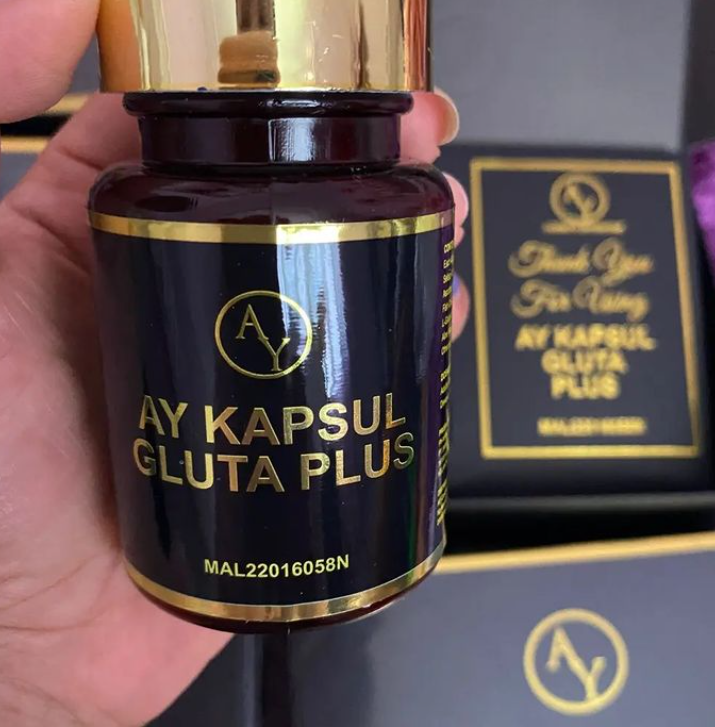 AY
AY KAPSUL
GLUTA PLUS
MAL22016058N
AY
Thank You
For Using
AY KAPSUL
GLUTA
PLUS
AY